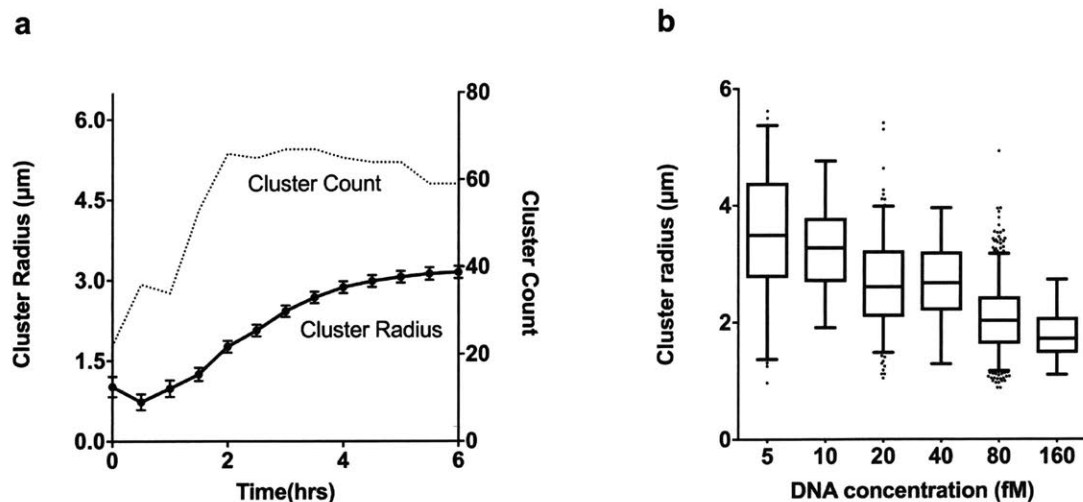 a
Cluster Radius (µm)
6.0
4.5
3.0
1.5
0.0
0
2
4
6
Time(hrs)
Cluster Count
Cluster Radius
80
60
40
20
0
Cluster Count
b
Cluster radius (µm)
6
4
2
0
5
10
20
40
80
160
DNA concentration (fM)